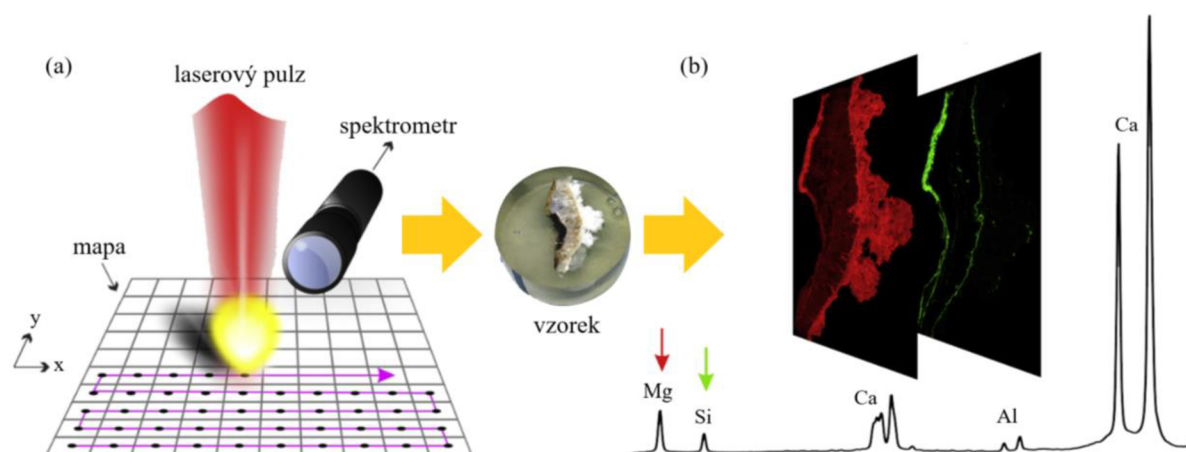 (a)
laserový pulz
spektrometr
mapa
y
x
vzorek
(b)
Ca
Mg
Si
Ca
Al